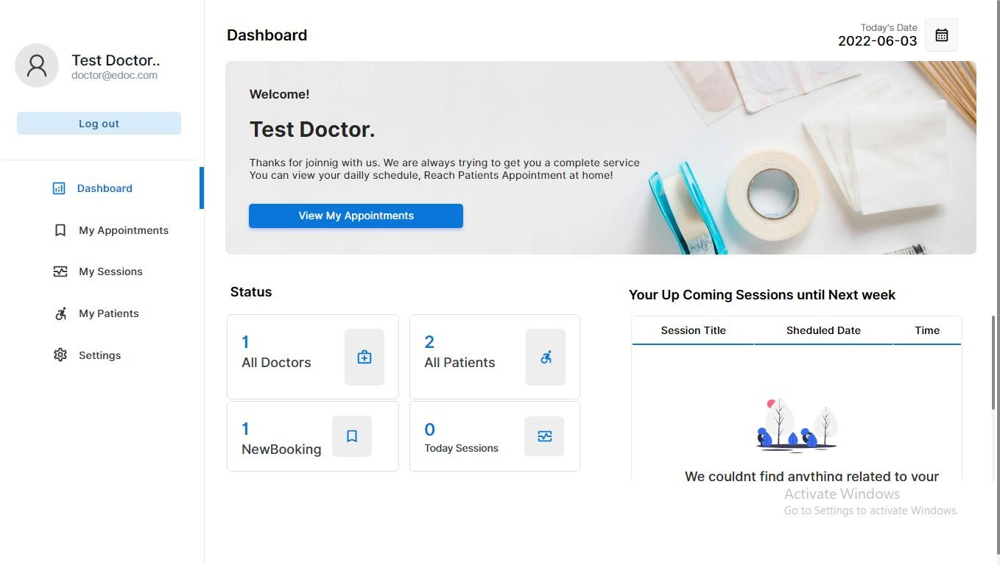 Test Doctor..
doctor@edoc.com
Log out
Dashboard
My Appointments
My Sessions
My Patients
Settings
Dashboard
Today's Date
2022-06-03
Welcome!
Test Doctor.
Thanks for joinnig with us. We are always trying to get you a complete service
You can view your dailly schedule, Reach Patients Appointment at home!
View My Appointments
Status
1
All Doctors
2
All Patients
1
NewBooking
0
Today Sessions
Your Up Coming Sessions until Next week
Session Title Sheduled Date Time
We couldnt find anything related to your
Activate Windows
Go to Settings to activate Windows.